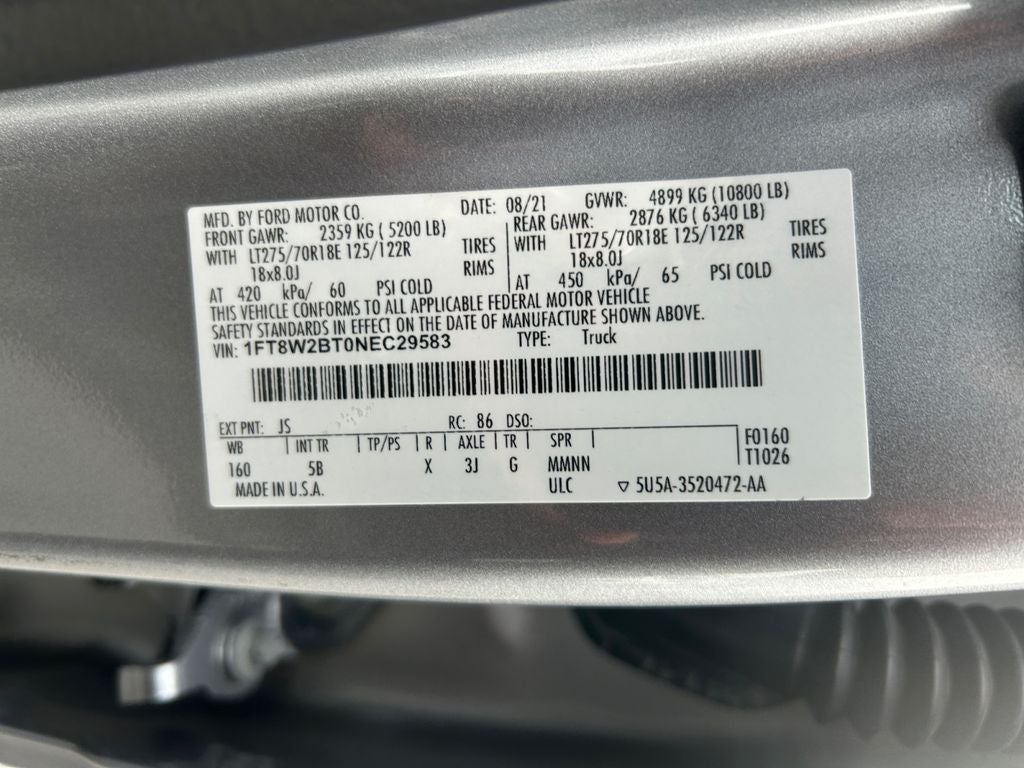 MFD. BY FORD MOTOR CO. DATE: 08/21 GVWR: 4899 KG (10800 LB)
FRONT GAWR: 2359 KG ( 5200 LB) REAR GAWR: 2876 KG ( 6340 LB)
WITH LT275/70R18E 125/122R TIRES WITH LT275/70R18E 125/122R TIRES
18x8.0J RIMS 18x8.0J RIMS
AT 420 kPa/ 60 PSI COLD AT 450 kPa/ 65 PSI COLD
THIS VEHICLE CONFORMS TO ALL APPLICABLE FEDERAL MOTOR VEHICLE
SAFETY STANDARDS IN EFFECT ON THE DATE OF MANUFACTURE SHOWN ABOVE.
VIN: 1FT8W2BT0NEC29583 TYPE: Truck
EXT PNT: JS RC: 86 DSO:
WB INT TR TP/PS R AXLE TR SPR F0160
160 5B X 3J G MMNN T1026
MADE IN U.S.A. ULC ▽ 5U5A-3520472-AA